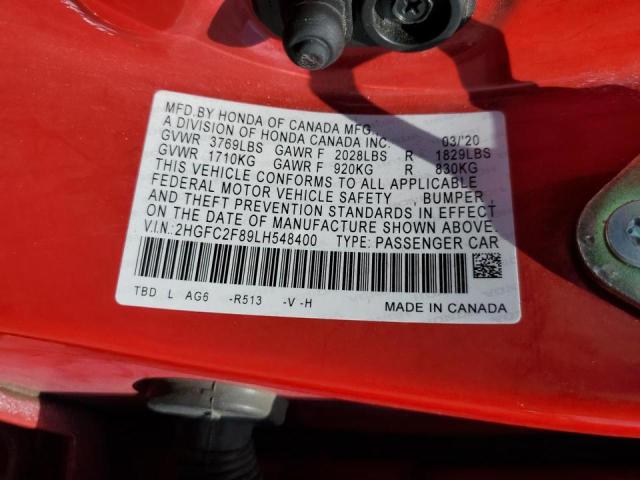 MFD.BY HONDA OF CANADA MFG.,
A DIVISION OF HONDA CANADA INC. 03/'20
GVWR 3769LBS GAWR F 2028LBS R 1829LBS
GVWR 1710KG GAWR F 920KG R 830KG
THIS VEHICLE CONFORMS TO ALL APPLICABLE
FEDERAL MOTOR VEHICLE SAFETY , BUMPER ,
AND THEFT PREVENTION STANDARDS IN EFFECT
ON THE DATE OF MANUFACTURE SHOWN ABOVE.
V.I.N.: 2HGFC2F89LH548400 TYPE: PASSENGER CAR
TBD L AG6 -R513 -V -H
MADE IN CANADA